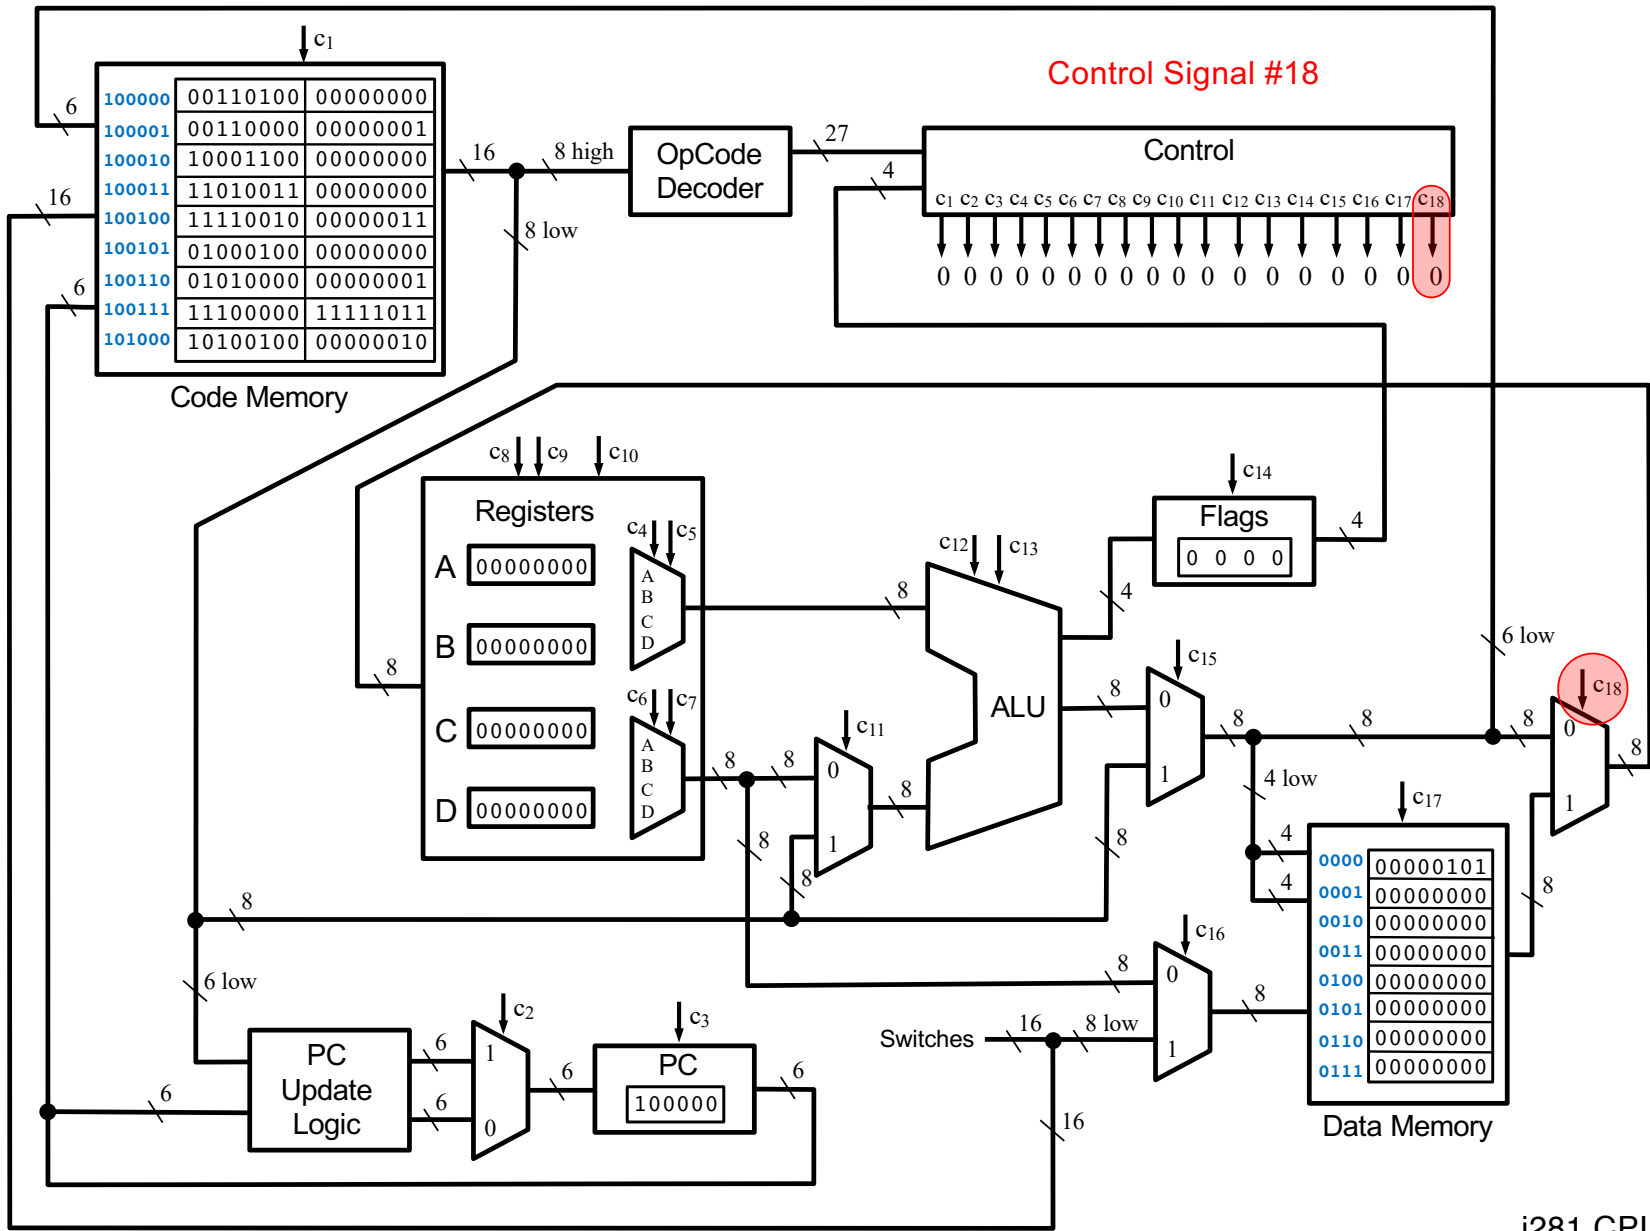 c1
Control Signal #18
6
100000 00110100 00000000
100001 00110000 00000001
100010 10001100 00000000
100011 11010011 00000000
100100 11110010 00000011
100101 01000100 00000000
100110 01010000 00000001
100111 11100000 11111011
101000 10100100 00000010
Code Memory
16
6
16
8 high
8 low
OpCode
Decoder
27
4
Control
c1 c2 c3 c4 c5 c6 c7 c8 c9 c10 c11 c12 c13 c14 c15 c16 c17 c18
0 0 0 0 0 0 0 0 0 0 0 0 0 0 0 0 0 0
c8 c9 c10
Registers
A 00000000
B 00000000
C 00000000
D 00000000
c4 c5
A
B
C
D
c6 c7
A
B
C
D
8
8
8
8
8
8
c11
0
1
8
8
c12 c13
ALU
4
8
c14
Flags
0 0 0 0
4
c15
0
1
8
8
8
8
6 low
4 low
4
4
c18
0
1
8
8
c17
0000 00000101
0001 00000000
0010 00000000
0011 00000000
0100 00000000
0101 00000000
0110 00000000
0111 00000000
Data Memory
c16
0
1
8
8
Switches
16
8 low
16
6 low
PC
Update
Logic
6
6
6
c2
1
0
6
c3
PC
100000
6
i281 CPU